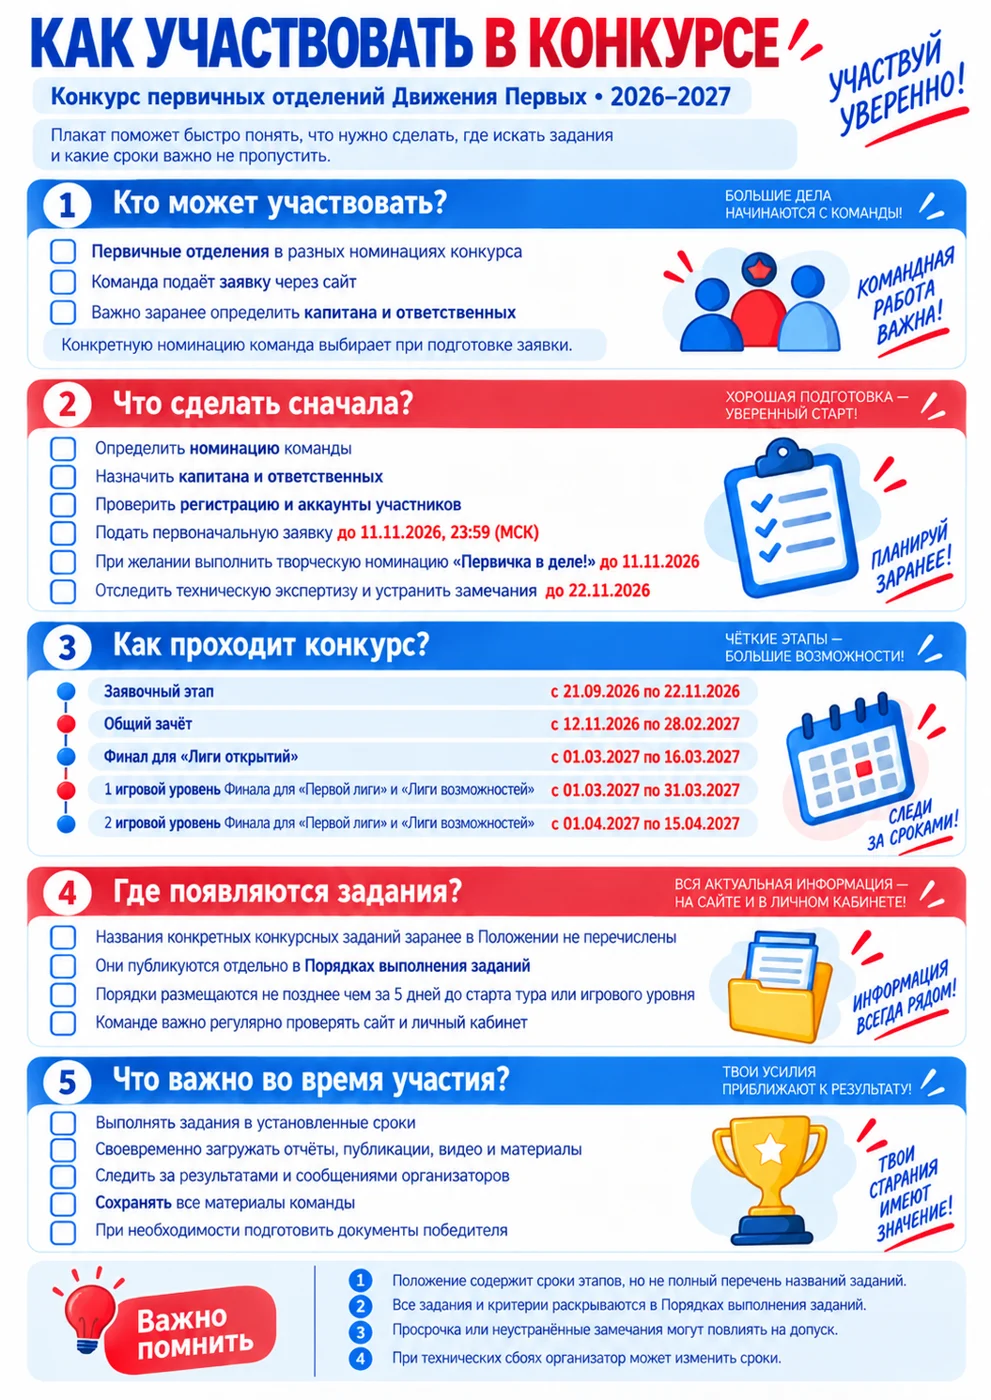 КАК УЧАСТВОВАТЬ В КОНКУРСЕ
УЧАСТВУЙ
УВЕРЕННО!
Конкурс первичных отделений Движения Первых • 2026–2027
Плакат поможет быстро понять, что нужно сделать, где искать задания
и какие сроки важно не пропустить.
1 Кто может участвовать?
БОЛЬШИЕ ДЕЛА
НАЧИНАЮТСЯ С КОМАНДЫ!
Первичные отделения в разных номинациях конкурса
Команда подаёт заявку через сайт
Важно заранее определить капитана и ответственных
Конкретную номинацию команда выбирает при подготовке заявки.
КОМАНДНАЯ
РАБОТА
ВАЖНА!
2 Что сделать сначала?
ХОРОШАЯ ПОДГОТОВКА —
УВЕРЕННЫЙ СТАРТ!
Определить номинацию команды
Назначить капитана и ответственных
Проверить регистрацию и аккаунты участников
Подать первоначальную заявку до 11.11.2026, 23:59 (МСК)
При желании выполнить творческую номинацию «Первичка в деле!» до 11.11.2026
Отследить техническую экспертизу и устранить замечания до 22.11.2026
ПЛАНИРУЙ
ЗАРАНЕЕ!
3 Как проходит конкурс?
ЧЁТКИЕ ЭТАПЫ —
БОЛЬШИЕ ВОЗМОЖНОСТИ!
Заявочный этап с 21.09.2026 по 22.11.2026
Общий зачёт с 12.11.2026 по 28.02.2027
Финал для «Лиги открытий» с 01.03.2027 по 16.03.2027
1 игровой уровень Финала для «Первой лиги» и «Лиги возможностей» с 01.03.2027 по 31.03.2027
2 игровой уровень Финала для «Первой лиги» и «Лиги возможностей» с 01.04.2027 по 15.04.2027
СЛЕДИ
ЗА СРОКАМИ!
4 Где появляются задания?
ВСЯ АКТУАЛЬНАЯ ИНФОРМАЦИЯ —
НА САЙТЕ И В ЛИЧНОМ КАБИНЕТЕ!
Названия конкретных конкурсных заданий заранее в Положении не перечислены
Они публикуются отдельно в Порядках выполнения заданий
Порядки размещаются не позднее чем за 5 дней до старта тура или игрового уровня
Команде важно регулярно проверять сайт и личный кабинет
ИНФОРМАЦИЯ
ВСЕГДА РЯДОМ!
5 Что важно во время участия?
ТВОИ УСИЛИЯ
ПРИБЛИЖАЮТ К РЕЗУЛЬТАТУ!
Выполнять задания в установленные сроки
Своевременно загружать отчёты, публикации, видео и материалы
Следить за результатами и сообщениями организаторов
Сохранять все материалы команды
При необходимости подготовить документы победителя
ТВОИ
СТАРАНИЯ
ИМЕЮТ
ЗНАЧЕНИЕ!
Важно
помнить
1 Положение содержит сроки этапов, но не полный перечень названий заданий.
2 Все задания и критерии раскрываются в Порядках выполнения заданий.
3 Просрочка или неустранённые замечания могут повлиять на допуск.
4 При технических сбоях организатор может изменить сроки.